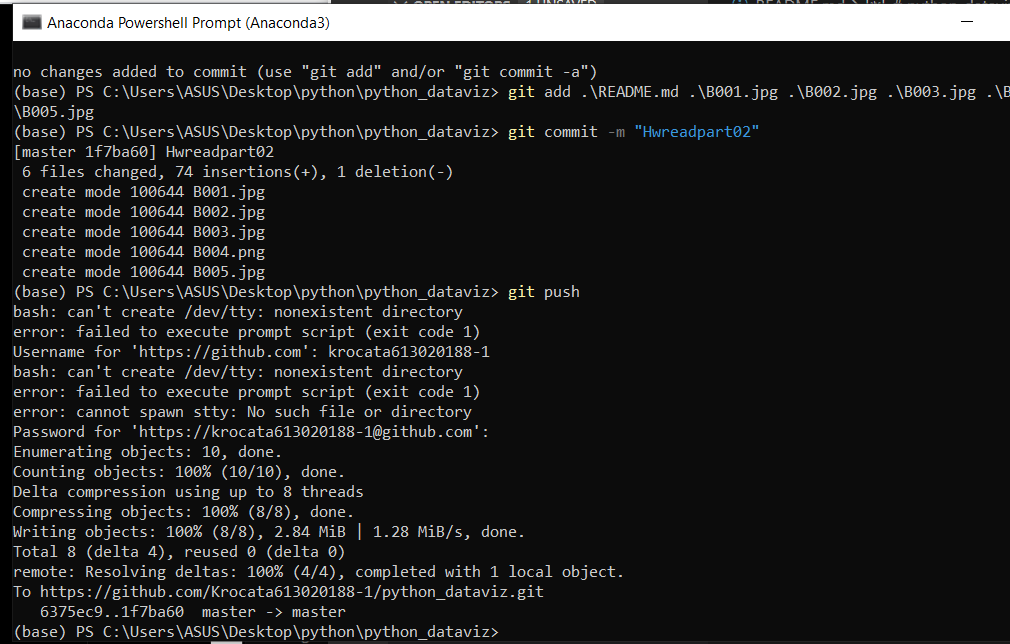 Anaconda Powershell Prompt (Anaconda3)
no changes added to commit (use "git add" and/or "git commit -a")
(base) PS C:\Users\ASUS\Desktop\python\python_dataviz> git add .\README.md .\B001.jpg .\B002.jpg .\B003.jpg .\B
\B005.jpg
(base) PS C:\Users\ASUS\Desktop\python\python_dataviz> git commit -m "Hwreadpart02"
[master 1f7ba60] Hwreadpart02
 6 files changed, 74 insertions(+), 1 deletion(-)
 create mode 100644 B001.jpg
 create mode 100644 B002.jpg
 create mode 100644 B003.jpg
 create mode 100644 B004.png
 create mode 100644 B005.jpg
(base) PS C:\Users\ASUS\Desktop\python\python_dataviz> git push
bash: can't create /dev/tty: nonexistent directory
error: failed to execute prompt script (exit code 1)
Username for 'https://github.com': krocata613020188-1
bash: can't create /dev/tty: nonexistent directory
error: failed to execute prompt script (exit code 1)
error: cannot spawn stty: No such file or directory
Password for 'https://krocata613020188-1@github.com':
Enumerating objects: 10, done.
Counting objects: 100% (10/10), done.
Delta compression using up to 8 threads
Compressing objects: 100% (8/8), done.
Writing objects: 100% (8/8), 2.84 MiB | 1.28 MiB/s, done.
Total 8 (delta 4), reused 0 (delta 0)
remote: Resolving deltas: 100% (4/4), completed with 1 local object.
To https://github.com/Krocata613020188-1/python_dataviz.git
   6375ec9..1f7ba60  master -> master
(base) PS C:\Users\ASUS\Desktop\python\python_dataviz>